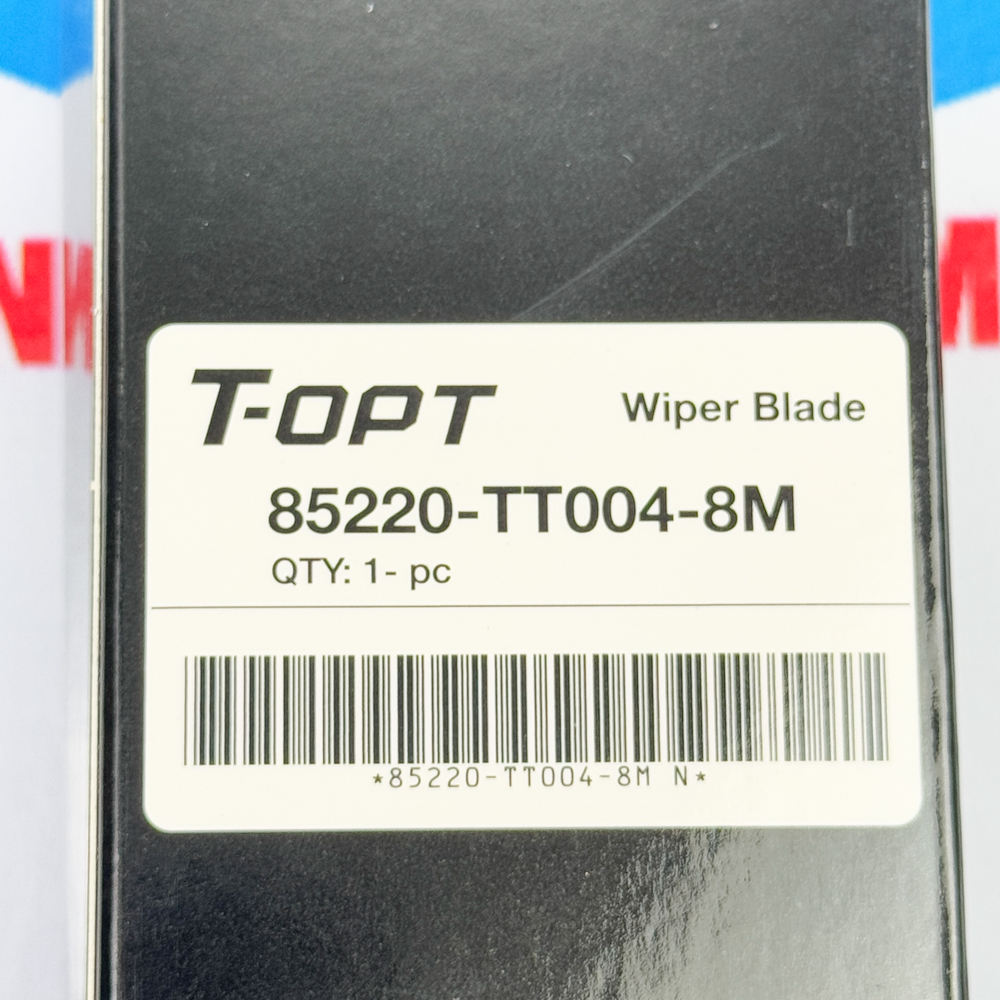 T-OPT
Wiper Blade
85220-TT004-8M
QTY: 1- pc
*85220-TT004-8M N*